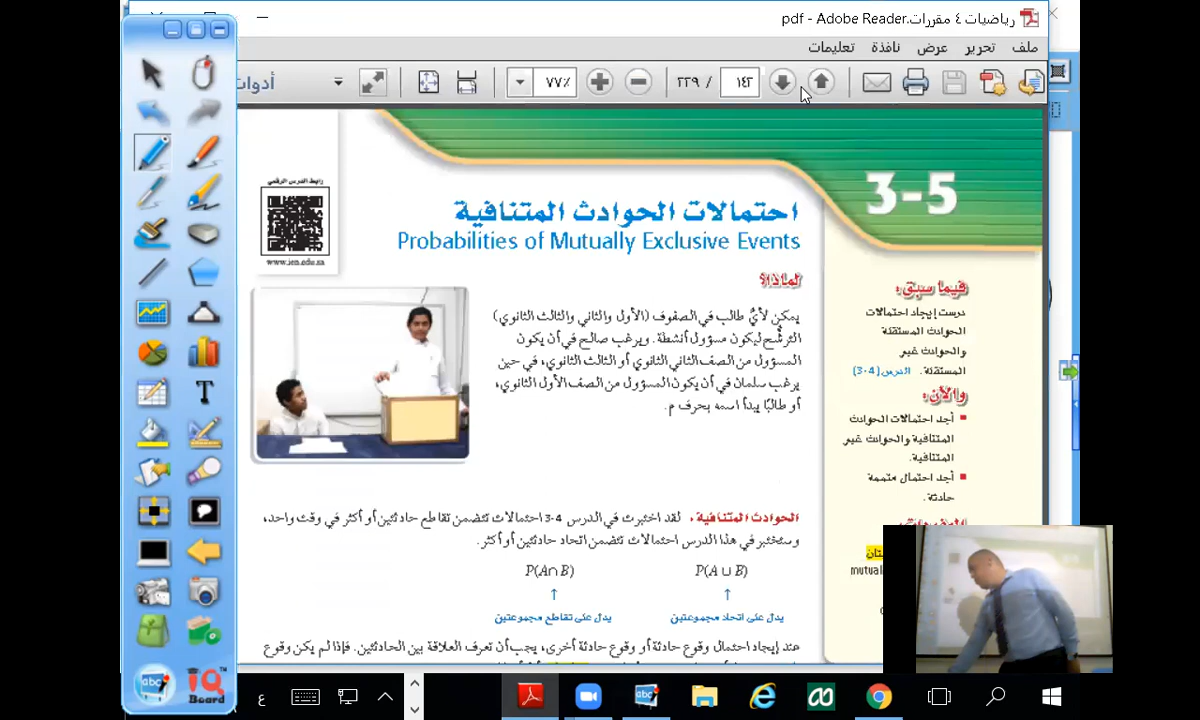 رياضيات ٤ مقررات.pdf - Adobe Reader
ملف تحرير عرض نافذة تعليمات
١٤٢ / ٢٢٩
٧٧٪
أدوات
3-5
رابط الدرس الرقمي
www.ien.edu.sa
احتمالات الحوادث المتنافية
Probabilities of Mutually Exclusive Events
فيما سبق:
درست إيجاد احتمالات
الحوادث المستقلة
والحوادث غير
المستقلة. الدرس (4-3)
والآن:
أجد احتمالات الحوادث
المتنافية والحوادث غير
المتنافية.
أجد احتمال متممة
حادثة.
mutual
لماذا؟
يمكن لأيِّ طالب في الصفوف (الأول والثاني والثالث الثانوي)
الترشُّح ليكون مسؤول أنشطة. ويرغب صالح في أن يكون
المسؤول من الصف الثاني الثانوي أو الثالث الثانوي، في حين
يرغب سلمان في أن يكون المسؤول من الصف الأول الثانوي،
أو طالبًا يبدأ اسمه بحرف م.
الحوادث المتنافية: لقد اختبرت في الدرس 4-3 احتمالات تتضمن تقاطع حادثتين أو أكثر في وقت واحد،
وستختبر في هذا الدرس احتمالات تتضمن اتحاد حادثتين أو أكثر.
P(A ∪ B) P(A∩B)
↑ ↑
يدل على اتحاد مجموعتين يدل على تقاطع مجموعتين
عند إيجاد احتمال وقوع حادثة أو وقوع حادثة أخرى، يجب أن تعرف العلاقة بين الحادثتين. فإذا لم يكن وقوع
T
abc
IQ
Board
ع
abc